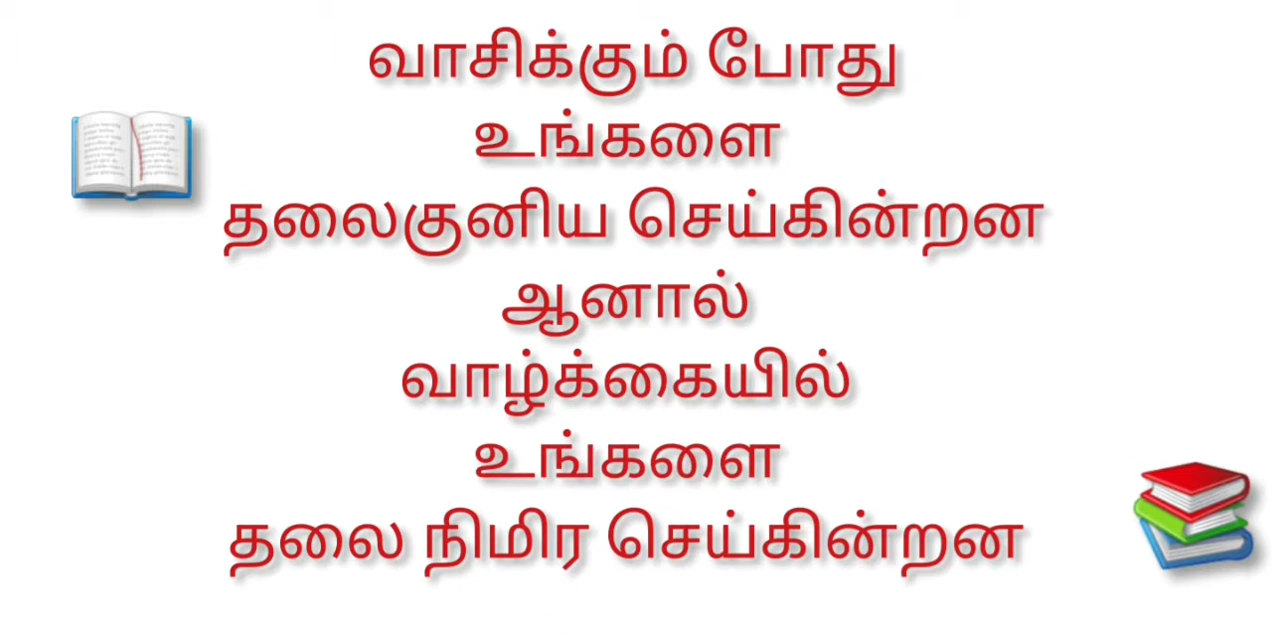 வாசிக்கும் போது
உங்களை
தலைகுனிய செய்கின்றன
ஆனால்
வாழ்க்கையில்
உங்களை
தலை நிமிர செய்கின்றன